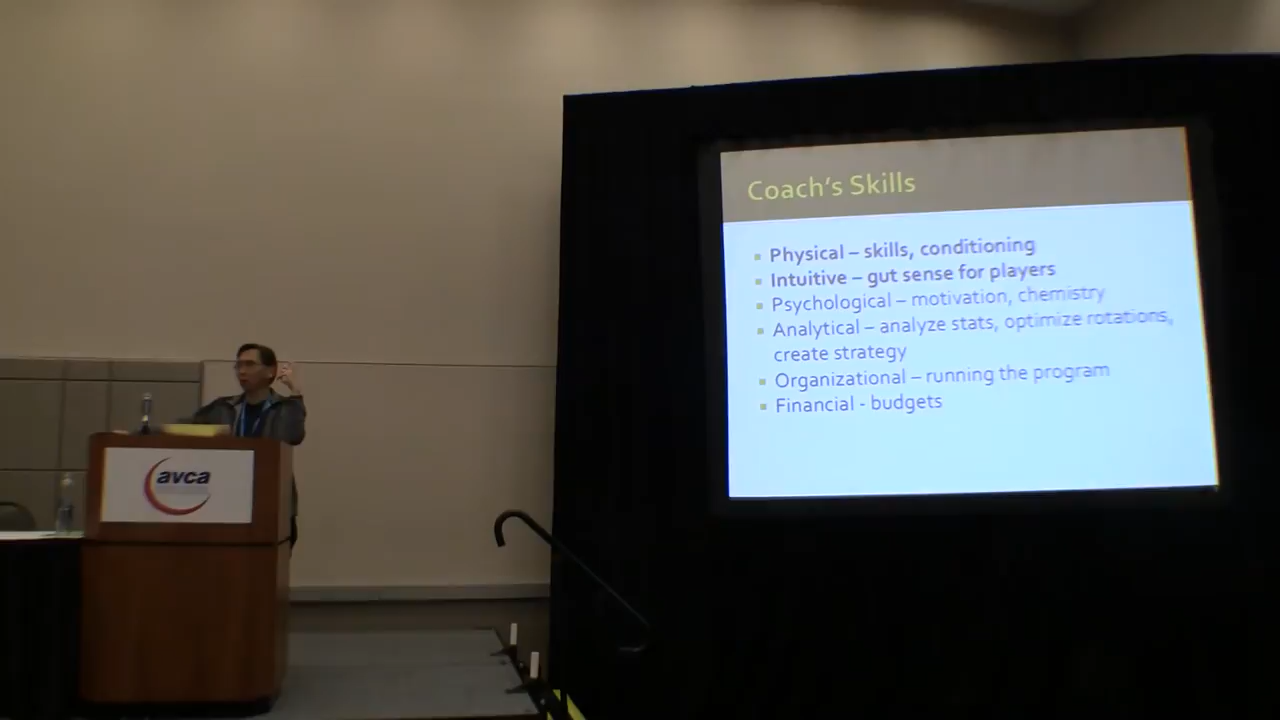 Coach's Skills
Physical – skills, conditioning
Intuitive – gut sense for players
Psychological – motivation, chemistry
Analytical – analyze stats, optimize rotations,
create strategy
Organizational – running the program
Financial - budgets
avca